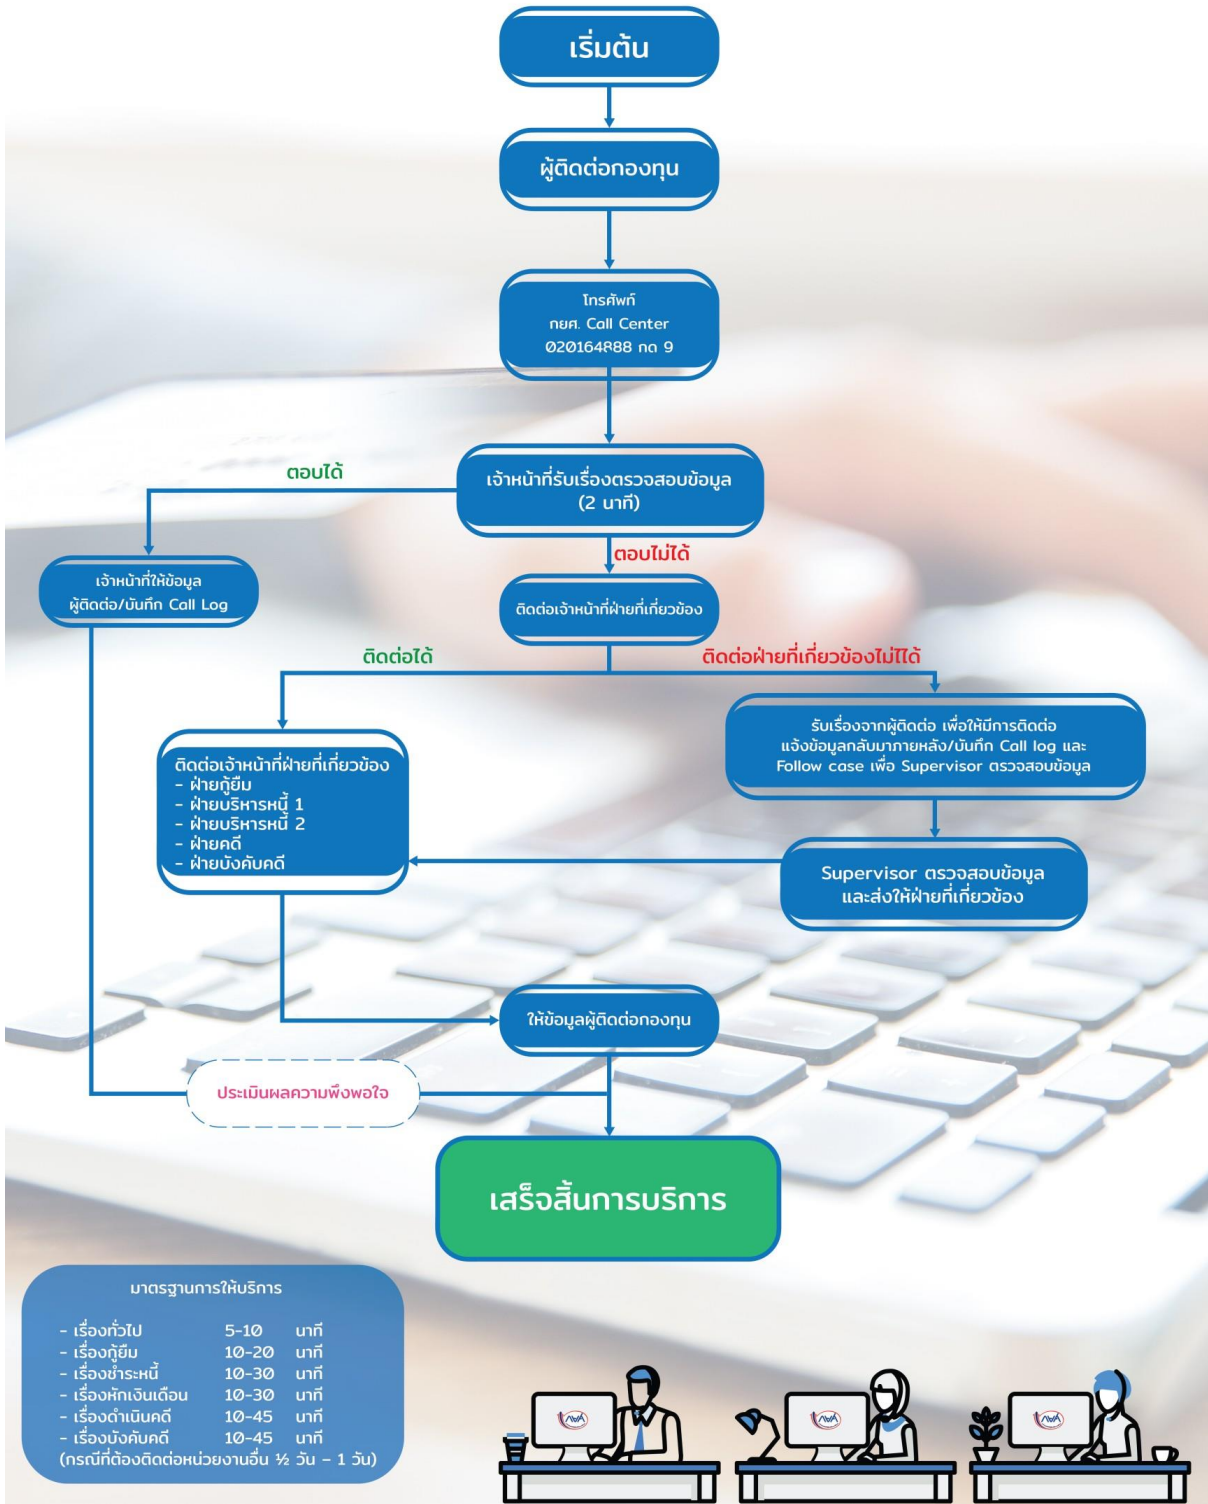 เริ่มต้น
ผู้ติดต่อกองทุน
โทรศัพท์
กยศ. Call Center
020164888 กด 9
เจ้าหน้าที่รับเรื่องตรวจสอบข้อมูล
(2 นาที)
ตอบได้
ตอบไม่ได้
เจ้าหน้าที่ให้ข้อมูล
ผู้ติดต่อ/บันทึก Call Log
ติดต่อเจ้าหน้าที่ฝ่ายที่เกี่ยวข้อง
ติดต่อได้
ติดต่อฝ่ายที่เกี่ยวข้องไม่ไได้
รับเรื่องจากผู้ติดต่อ เพื่อให้มีการติดต่อ
แจ้งข้อมูลกลับมาภายหลัง/บันทึก Call log และ
Follow case เพื่อ Supervisor ตรวจสอบข้อมูล
ติดต่อเจ้าหน้าที่ฝ่ายที่เกี่ยวข้อง
- ฝ่ายกู้ยืม
- ฝ่ายบริหารหนี้ 1
- ฝ่ายบริหารหนี้ 2
- ฝ่ายคดี
- ฝ่ายบังคับคดี
Supervisor ตรวจสอบข้อมูล
และส่งให้ฝ่ายที่เกี่ยวข้อง
ให้ข้อมูลผู้ติดต่อกองทุน
ประเมินผลความพึงพอใจ
เสร็จสิ้นการบริการ
มาตรฐานการให้บริการ
- เรื่องทั่วไป 5-10 นาที
- เรื่องกู้ยืม 10-20 นาที
- เรื่องชำระหนี้ 10-30 นาที
- เรื่องหักเงินเดือน 10-30 นาที
- เรื่องดำเนินคดี 10-45 นาที
- เรื่องบังคับคดี 10-45 นาที
(กรณีที่ต้องติดต่อหน่วยงานอื่น ½ วัน - 1 วัน)